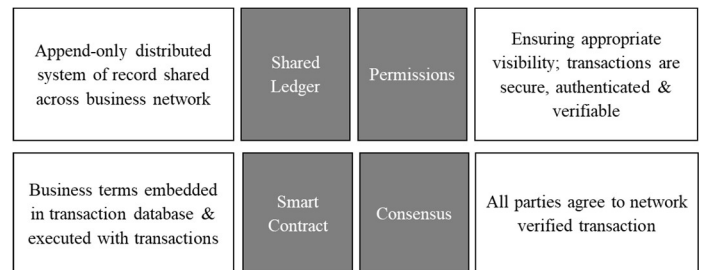 Append-only distributed
system of record shared
across business network
Shared
Ledger
Permissions
Ensuring appropriate
visibility; transactions are
secure, authenticated &
verifiable
Business terms embedded
in transaction database &
executed with transactions
Smart
Contract
Consensus
All parties agree to network
verified transaction